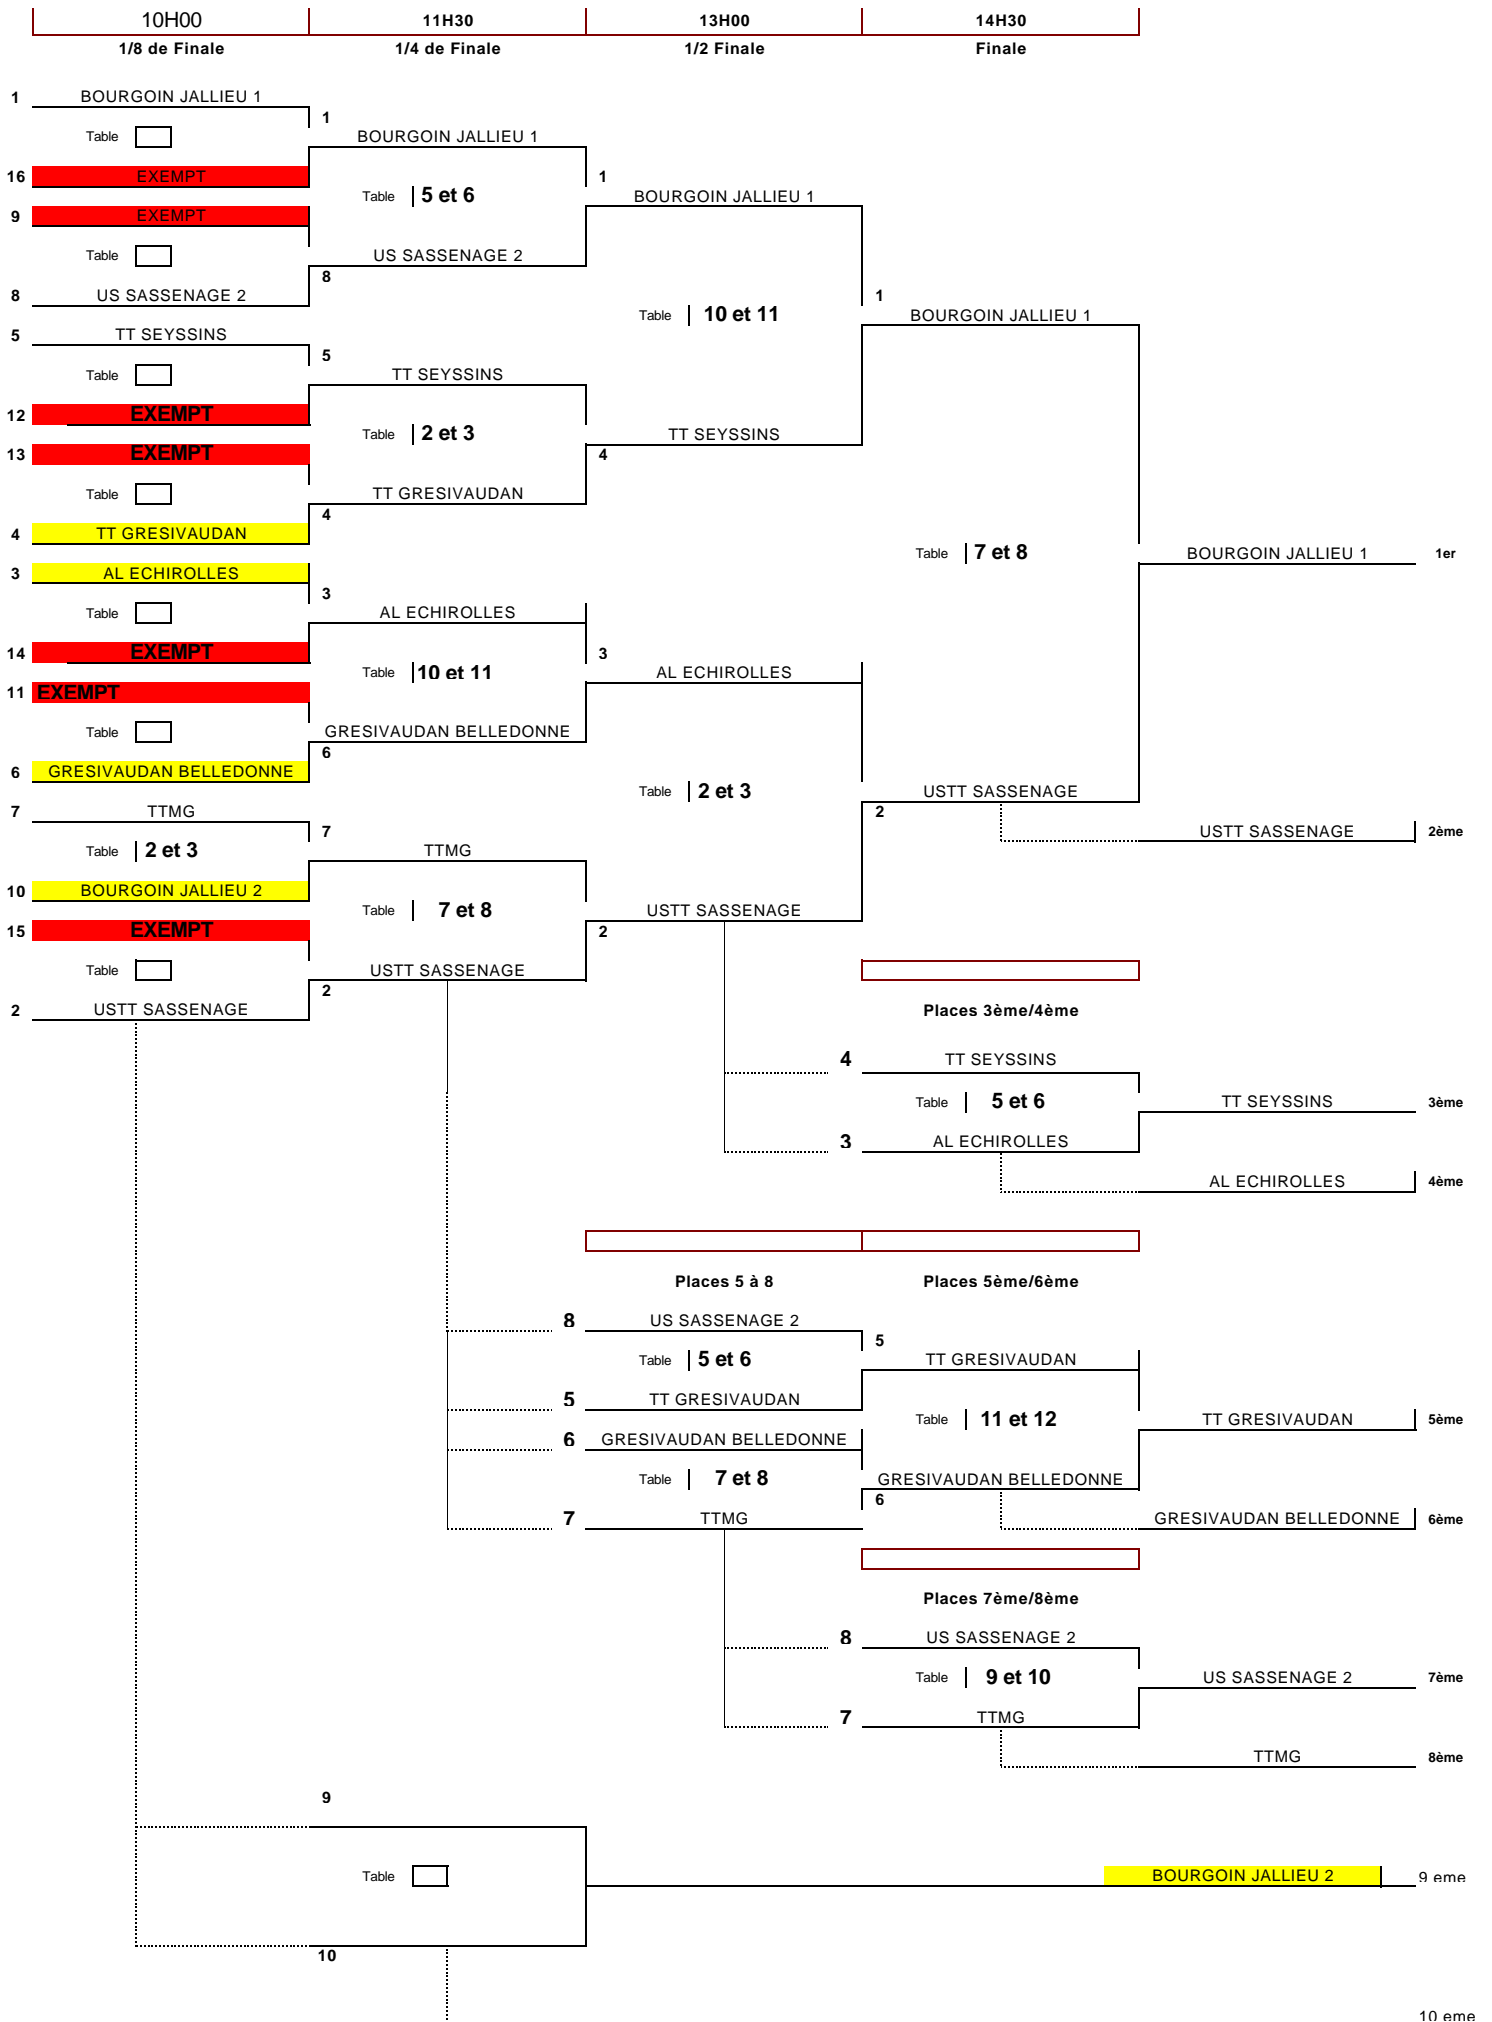 10H00 11H30 13H00 14H30
1/8 de Finale 1/4 de Finale 1/2 Finale Finale
1 BOURGOIN JALLIEU 1
1
Table BOURGOIN JALLIEU 1
16 EXEMPT 1
Table 5 et 6 BOURGOIN JALLIEU 1
9 EXEMPT
Table US SASSENAGE 2
8
8 US SASSENAGE 2 1
Table 10 et 11 BOURGOIN JALLIEU 1
5 TT SEYSSINS
5
Table TT SEYSSINS
12 EXEMPT
Table 2 et 3 TT SEYSSINS
13 EXEMPT 4
Table TT GRESIVAUDAN
4
4 TT GRESIVAUDAN
Table 7 et 8 BOURGOIN JALLIEU 1 1er
3 AL ECHIROLLES
3
Table AL ECHIROLLES
14 EXEMPT 3
Table 10 et 11 AL ECHIROLLES
11 EXEMPT
Table GRESIVAUDAN BELLEDONNE
6
6 GRESIVAUDAN BELLEDONNE
Table 2 et 3 USTT SASSENAGE
7 TTMG 2
7 USTT SASSENAGE 2ème
Table 2 et 3 TTMG
10 BOURGOIN JALLIEU 2
Table 7 et 8 USTT SASSENAGE
15 EXEMPT 2
Table USTT SASSENAGE
2
2 USTT SASSENAGE Places 3ème/4ème
4 TT SEYSSINS
Table 5 et 6 TT SEYSSINS 3ème
3 AL ECHIROLLES
AL ECHIROLLES 4ème
Places 5 à 8 Places 5ème/6ème
8 US SASSENAGE 2
5
Table 5 et 6 TT GRESIVAUDAN
5 TT GRESIVAUDAN
Table 11 et 12 TT GRESIVAUDAN 5ème
6 GRESIVAUDAN BELLEDONNE
Table 7 et 8 GRESIVAUDAN BELLEDONNE
6
7 TTMG GRESIVAUDAN BELLEDONNE 6ème
Places 7ème/8ème
8 US SASSENAGE 2
Table 9 et 10 US SASSENAGE 2 7ème
7 TTMG
TTMG 8ème
9
Table BOURGOIN JALLIEU 2 9 eme
10
10 eme